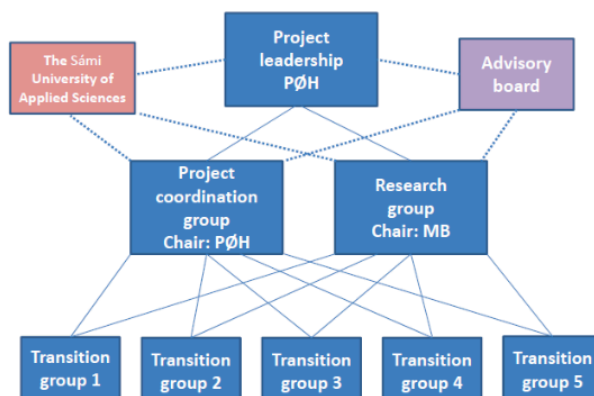 Project
leadership
PØH
The Sámi
University of
Applied Sciences
Advisory
board
Project
coordination
group
Chair: PØH
Research
group
Chair: MB
Transition
group 1
Transition
group 2
Transition
group 3
Transition
group 4
Transition
group 5